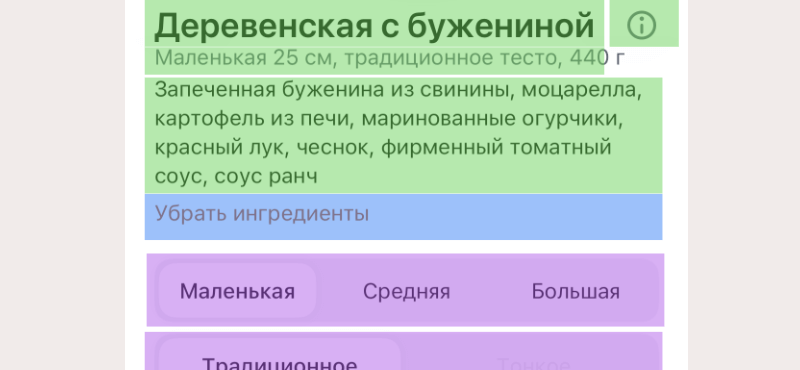 Деревенская с бужениной
Маленькая 25 см, традиционное тесто, 440 г
Запеченная буженина из свинины, моцарелла,
картофель из печи, маринованные огурчики,
красный лук, чеснок, фирменный томатный
соус, соус ранч
Убрать ингредиенты
Маленькая Средняя Большая
Традиционное Тонкое